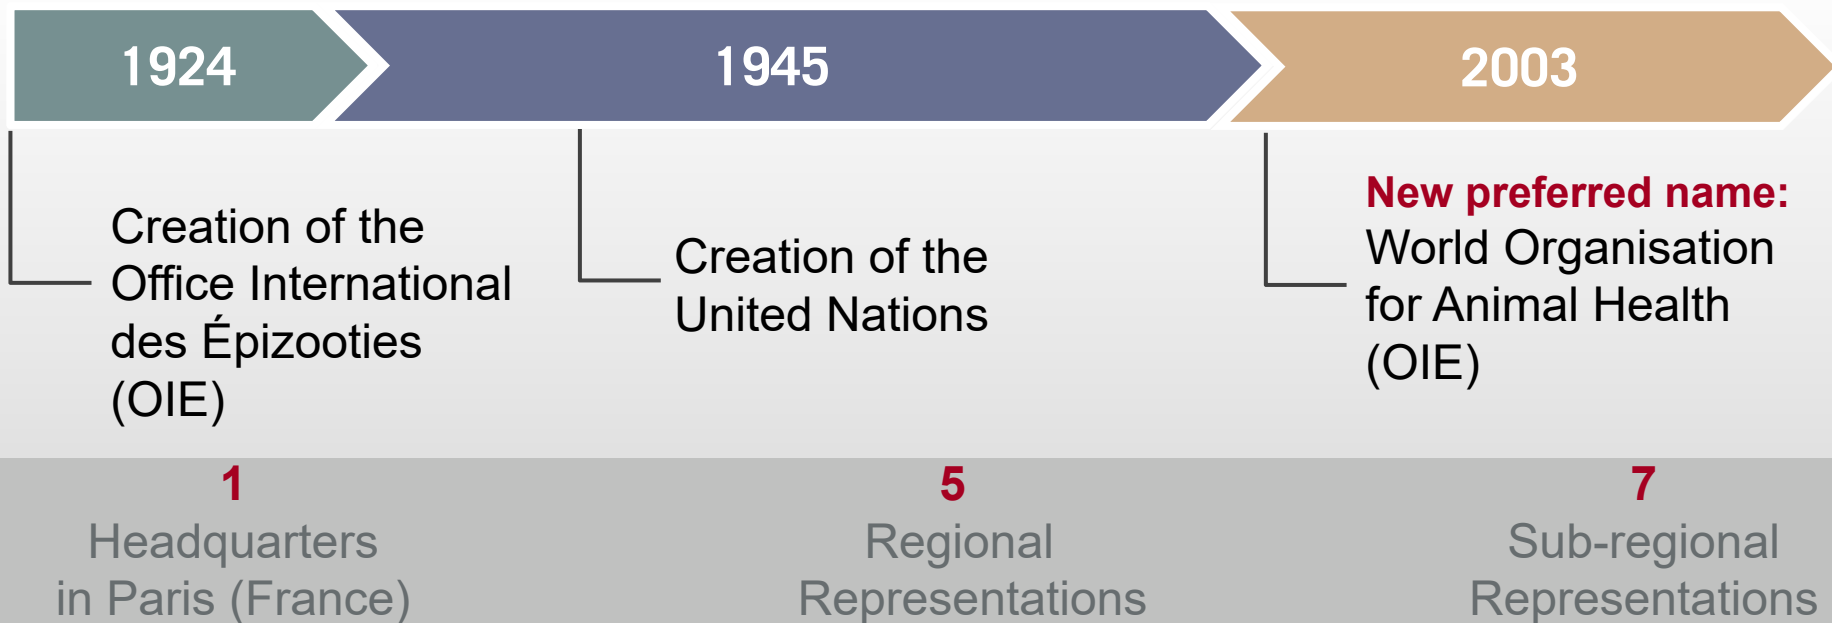 1924
1945
2003
Creation of the
Office International
des Épizooties
(OIE)
Creation of the
United Nations
New preferred name:
World Organisation
for Animal Health
(OIE)
1
Headquarters
in Paris (France)
5
Regional
Representations
7
Sub-regional
Representations